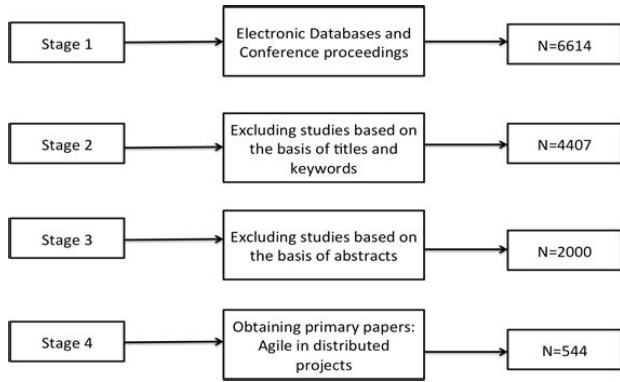 Stage 1
Electronic Databases and
Conference proceedings
N=6614
Stage 2
Excluding studies based on
the basis of titles and
keywords
N=4407
Stage 3
Excluding studies based on
the basis of abstracts
N=2000
Stage 4
Obtaining primary papers:
Agile in distributed
projects
N=544